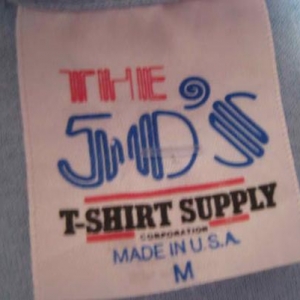 THE
50'S
T-SHIRT SUPPLY
CORPORATION
MADE IN U.S.A.
M